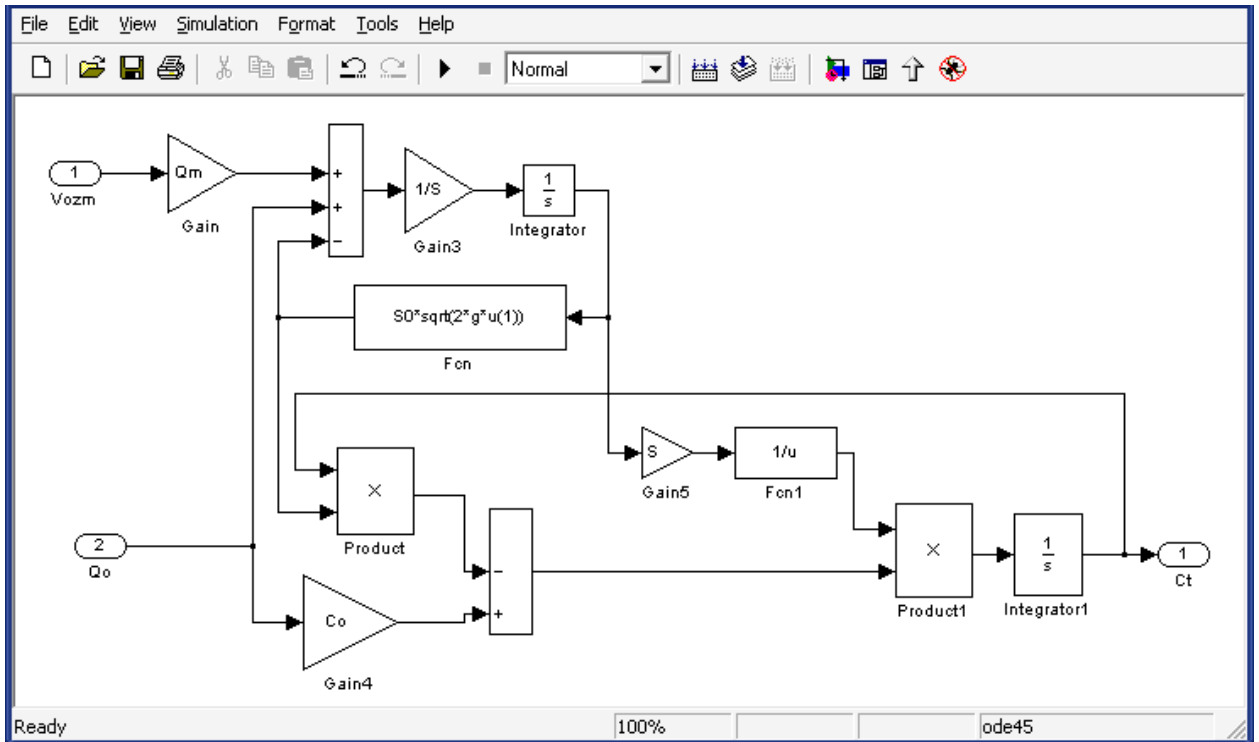 File Edit View Simulation Format Tools Help
Normal
1
Vozm
Qm
Gain
+
+
−
1/S
Gain3
1
s
Integrator
S0*sqrt(2*g*u(1))
Fcn
S
Gain5
1/u
Fcn1
×
Product
2
Qo
Co
Gain4
−
+
×
Product1
1
s
Integrator1
1
Ct
Ready 100% ode45